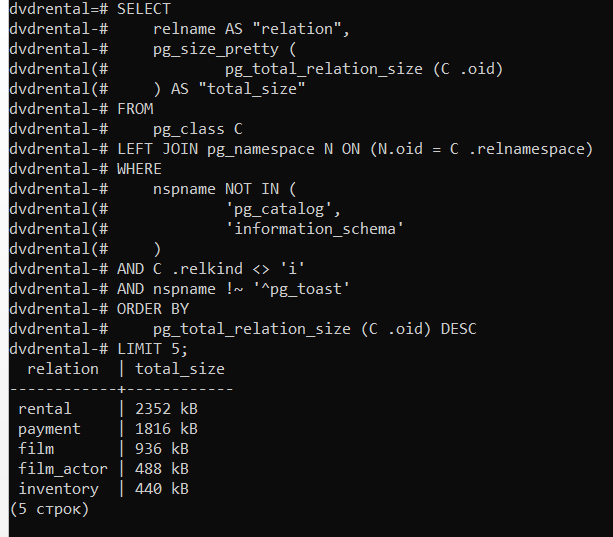 dvdrental=# SELECT
dvdrental-#     relname AS "relation",
dvdrental-#     pg_size_pretty (
dvdrental(#            pg_total_relation_size (C .oid)
dvdrental(#     ) AS "total_size"
dvdrental-# FROM
dvdrental-#     pg_class C
dvdrental-# LEFT JOIN pg_namespace N ON (N.oid = C .relnamespace)
dvdrental-# WHERE
dvdrental-#     nspname NOT IN (
dvdrental(#            'pg_catalog',
dvdrental(#            'information_schema'
dvdrental(#     )
dvdrental-# AND C .relkind <> 'i'
dvdrental-# AND nspname !~ '^pg_toast'
dvdrental-# ORDER BY
dvdrental-#     pg_total_relation_size (C .oid) DESC
dvdrental-# LIMIT 5;
  relation  | total_size
------------+------------
 rental     | 2352 kB
 payment    | 1816 kB
 film       | 936 kB
 film_actor | 488 kB
 inventory  | 440 kB
(5 строк)